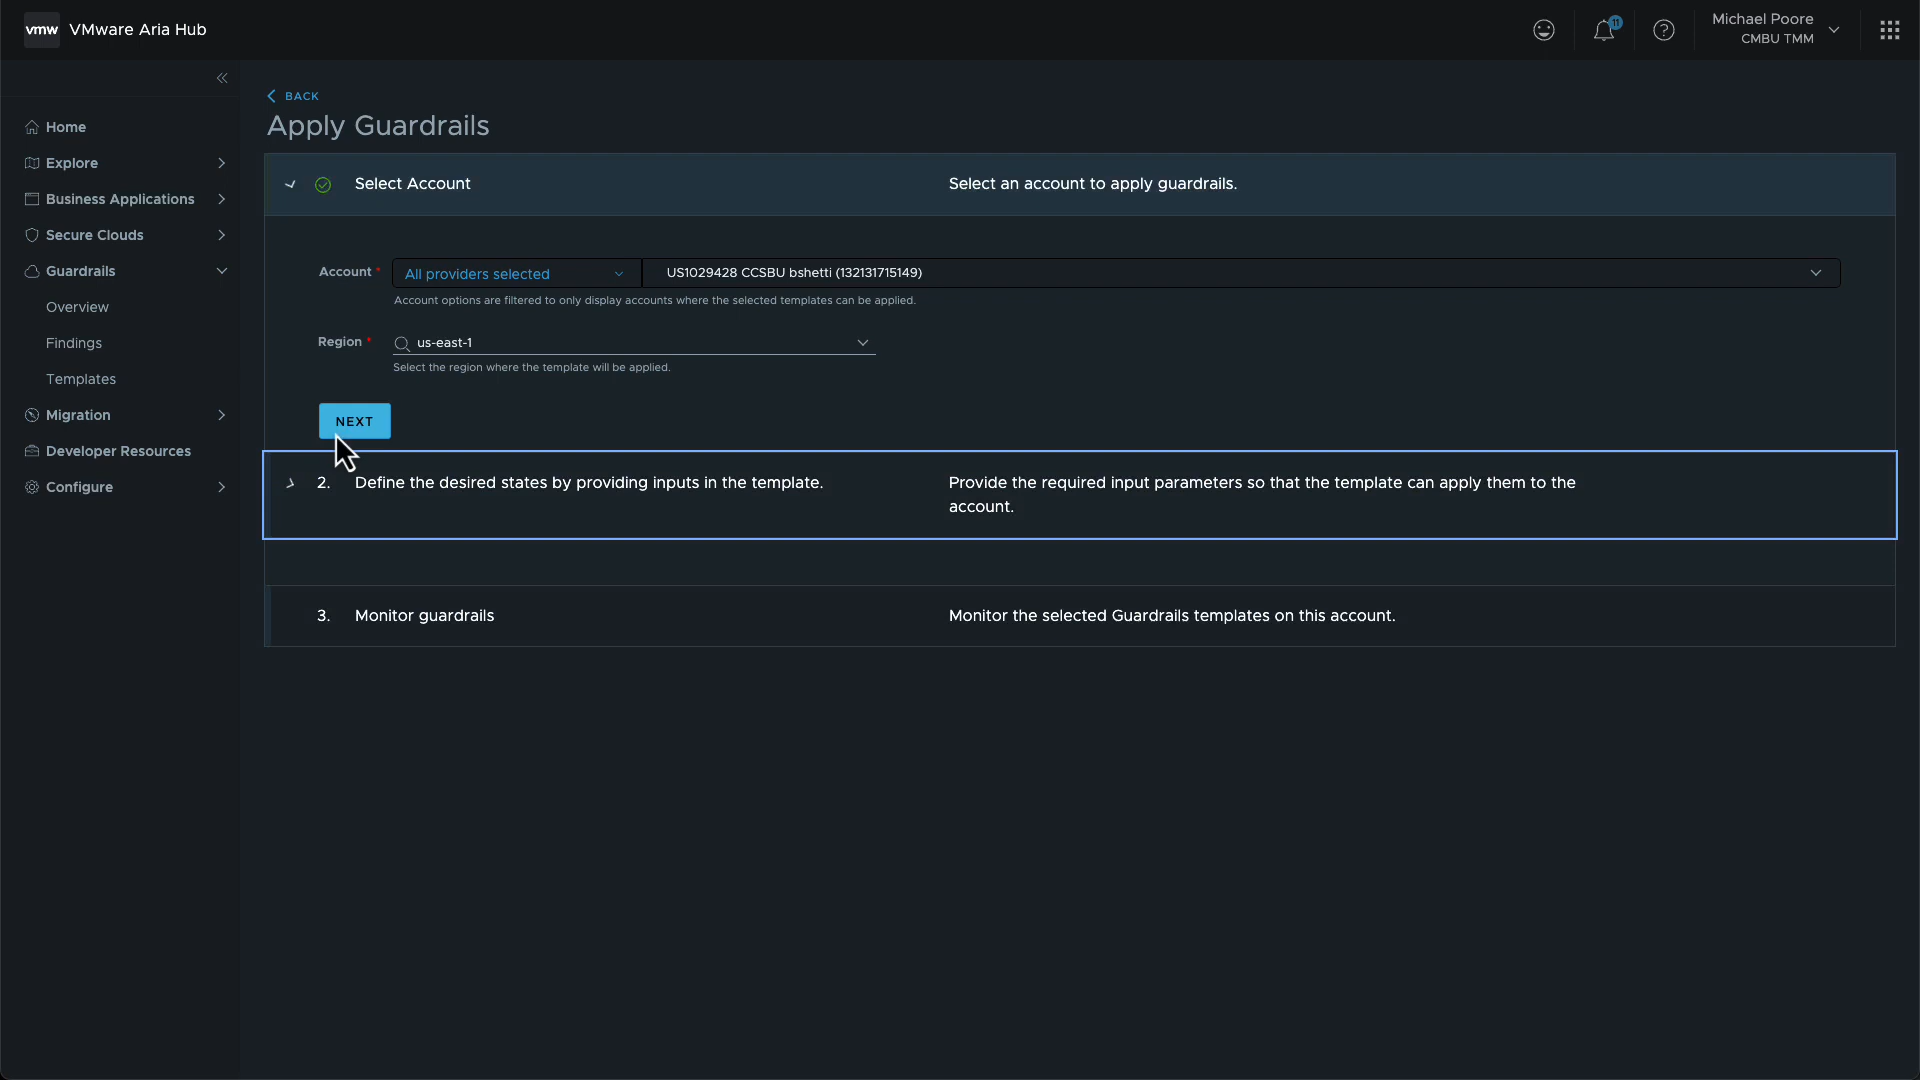 vmw VMware Aria Hub
11
Michael Poore
CMBU TMM
Home
Explore
Business Applications
Secure Clouds
Guardrails
Overview
Findings
Templates
Migration
Developer Resources
Configure
BACK
Apply Guardrails
Select Account
Select an account to apply guardrails.
Account *
All providers selected
US1029428 CCSBU bshetti (132131715149)
Account options are filtered to only display accounts where the selected templates can be applied.
Region *
us-east-1
Select the region where the template will be applied.
NEXT
2. Define the desired states by providing inputs in the template.
Provide the required input parameters so that the template can apply them to the
account.
3. Monitor guardrails
Monitor the selected Guardrails templates on this account.